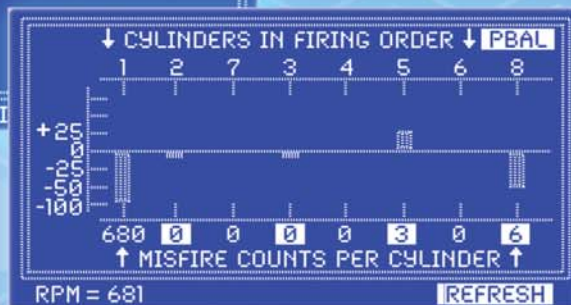 ↓ CYLINDERS IN FIRING ORDER ↓ PBAL
1 2 7 3 4 5 6 8
+25
0
-25
-50
-100
680 0 0 0 0 3 0 6
↑ MISFIRE COUNTS PER CYLINDER ↑
RPM = 681 REFRESH